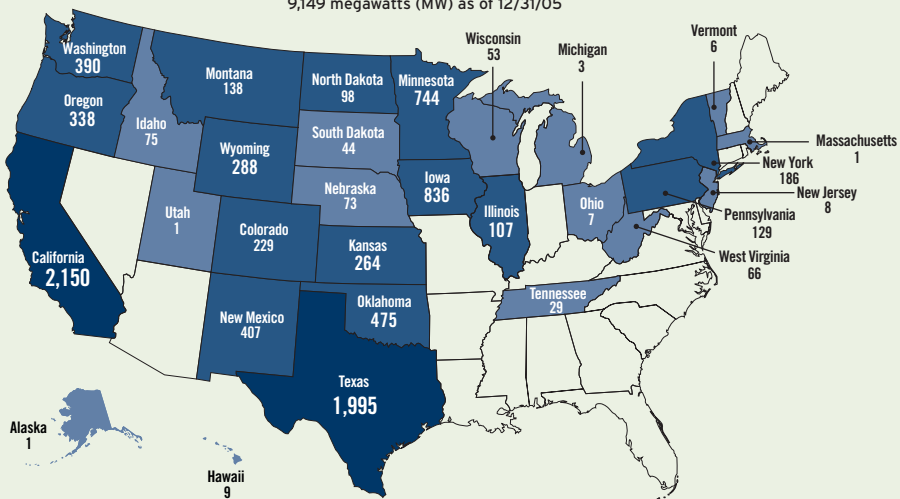 9,149 megawatts (MW) as of 12/31/05
Wisconsin
53
Michigan
3
Vermont
6
Washington
390
Montana
138
North Dakota
98
Minnesota
744
Oregon
338
Idaho
75
South Dakota
44
Massachusetts
1
Wyoming
288
New York
186
Iowa
836
Nebraska
73
New Jersey
8
Illinois
107
Ohio
7
Pennsylvania
129
Utah
1
Colorado
229
Kansas
264
West Virginia
66
California
2,150
Tennessee
29
Oklahoma
475
New Mexico
407
Texas
1,995
Alaska
1
Hawaii
9